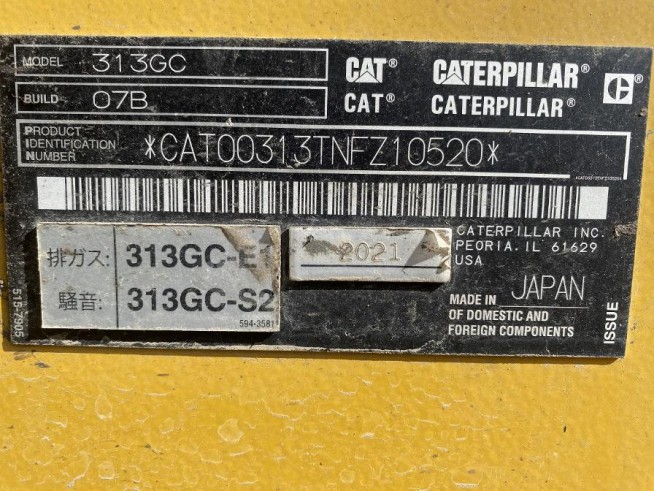 MODEL 313GC
CAT® CATERPILLAR®
BUILD 07B
CAT® CATERPILLAR®
PRODUCT
IDENTIFICATION
NUMBER
*CAT00313TNFZ10520*
排ガス: 313GC-E1
騒音: 313GC-S2
594-3581
2021
CATERPILLAR INC.
PEORIA, IL 61629
USA
MADE IN JAPAN
OF DOMESTIC AND
FOREIGN COMPONENTS
515-7905
ISSUE